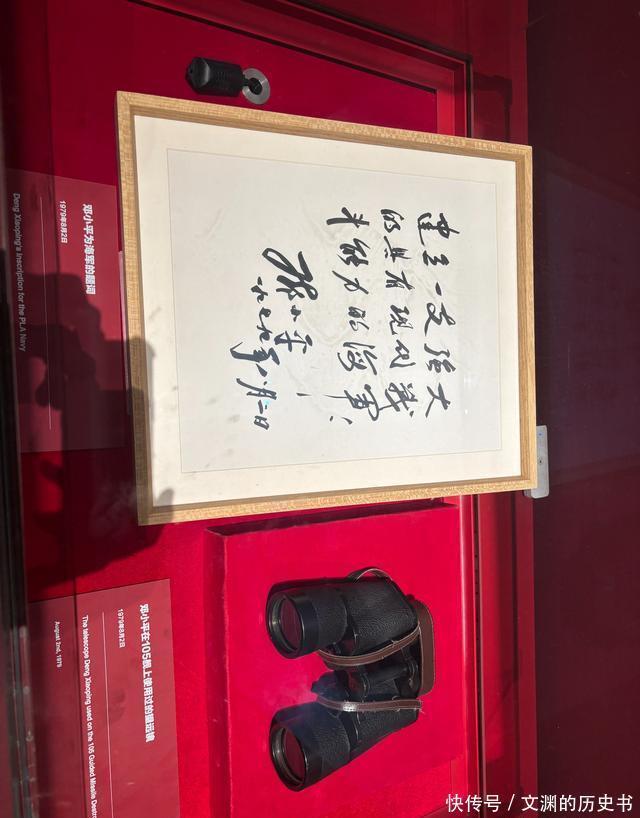 建立一支强大
的具有现代战
斗能力的海军。
邓小平
一九七九年八月二日
邓小平为海军的题词
1979年8月2日
Deng Xiaoping's Inscription for the PLA Navy
邓小平在105舰上使用过的望远镜
1979年8月2日
The telescope Deng Xiaoping used on the 105 Guided Missile Destro
August 2nd, 1979
快传号 / 文渊的历史书